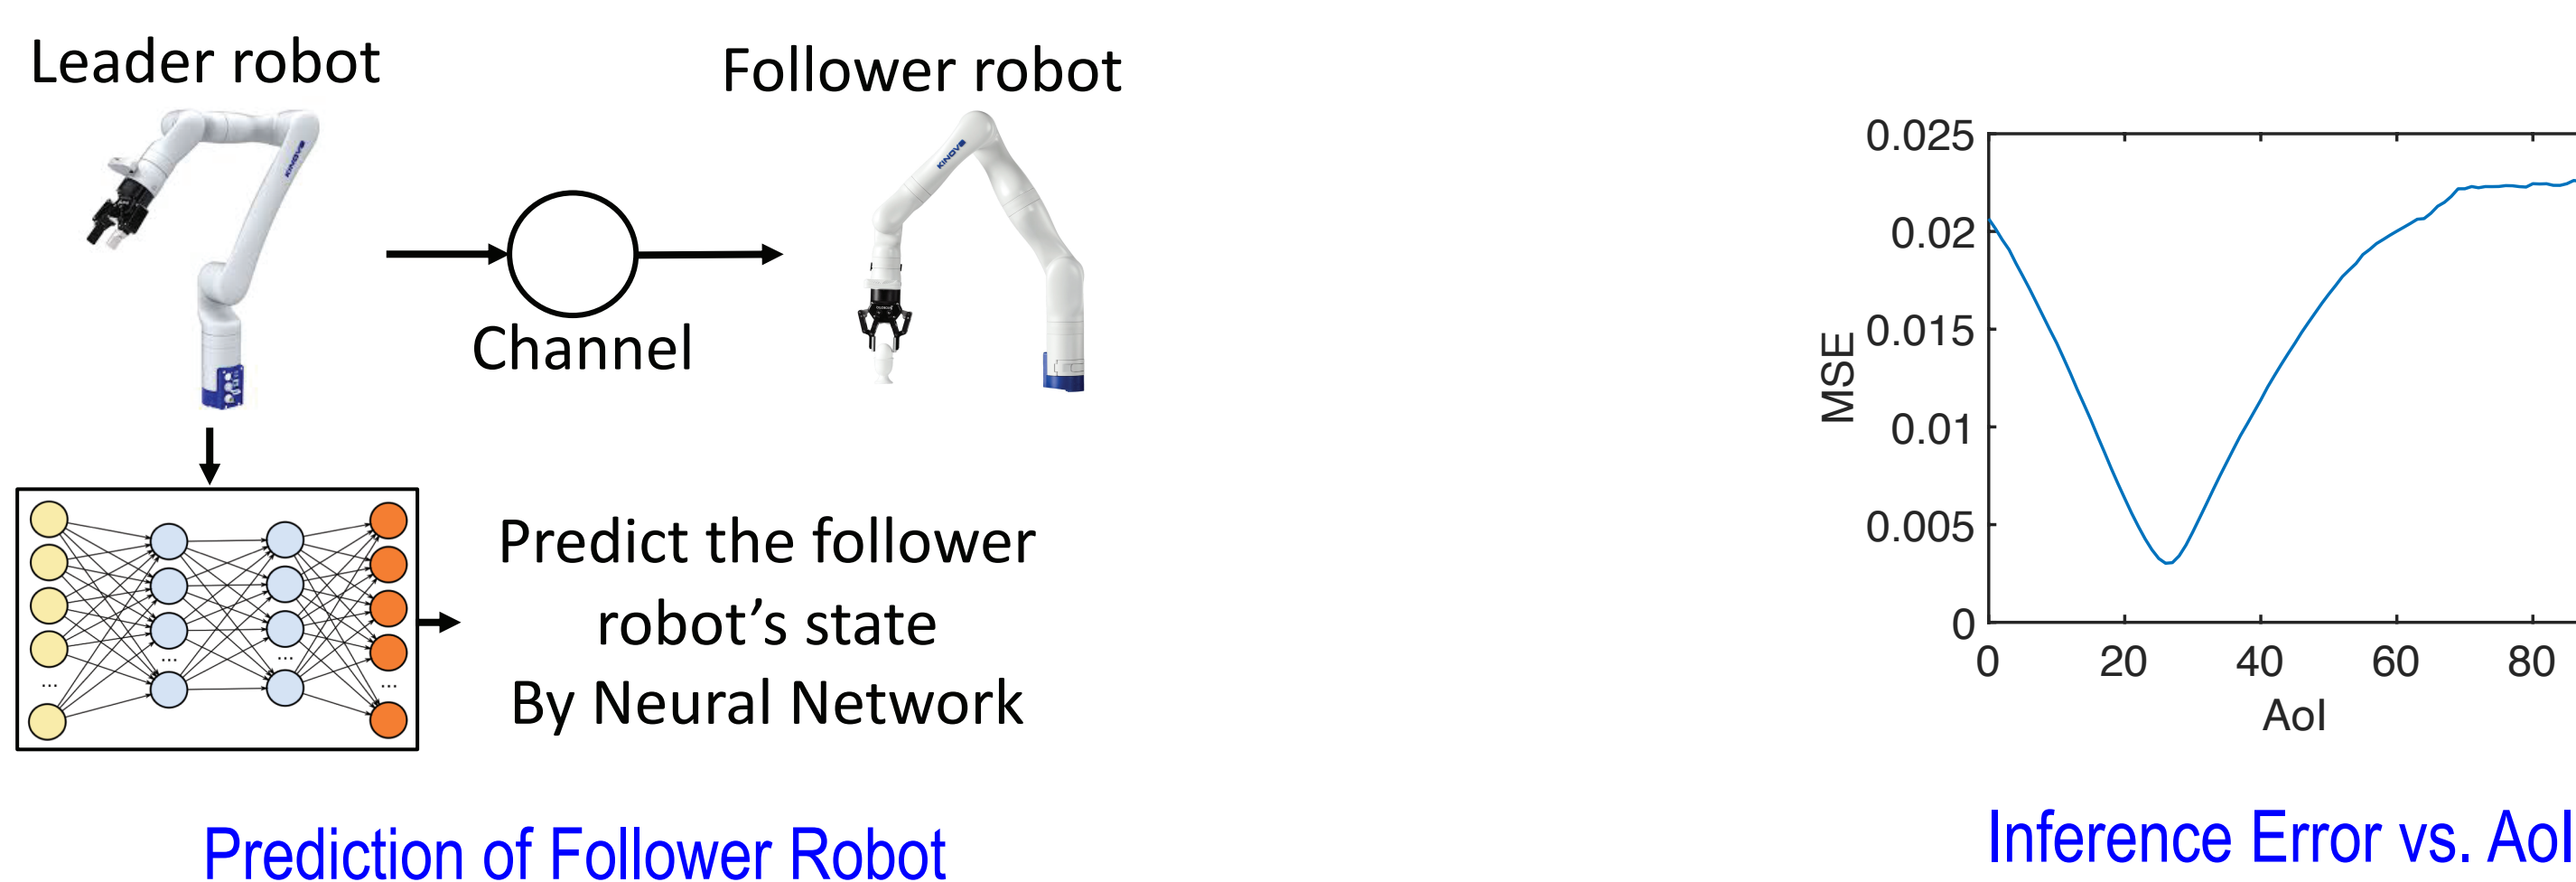 Leader robot
Follower robot
KINOVA
KINOVA
Channel
Predict the follower
robot's state
By Neural Network
...
...
...
...
Prediction of Follower Robot
0.025
0.02
0.015
0.01
0.005
0
MSE
0 20 40 60 80
AoI
Inference Error vs. AoI